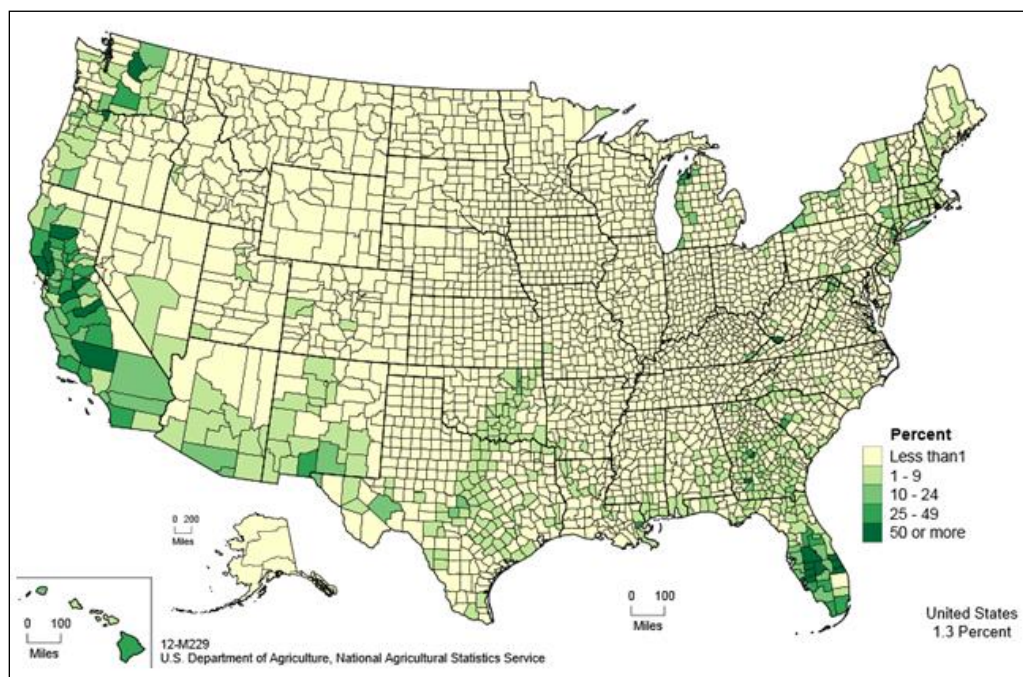 Percent
Less than1
1 - 9
10 - 24
25 - 49
50 or more
0 200
Miles
0 100
Miles
0 100
Miles
United States
1.3 Percent
12-M229
U.S. Department of Agriculture, National Agricultural Statistics Service